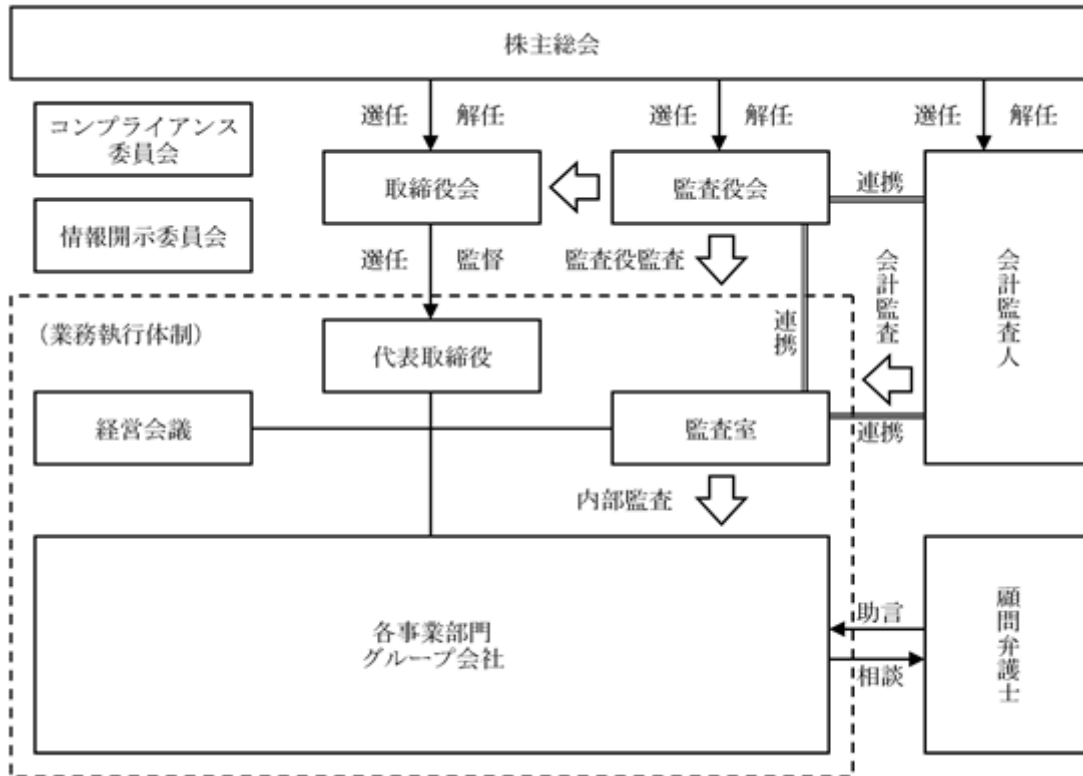 株主総会
選任
解任
選任
解任
選任
解任
コンプライアンス
委員会
取締役会
監査役会
連携
情報開示委員会
選任
監督
監査役監査
会計監査
会計監査人
(業務執行体制)
代表取締役
連携
経営会議
監査室
連携
内部監査
各事業部門
グループ会社
助言
相談
顧問弁護士